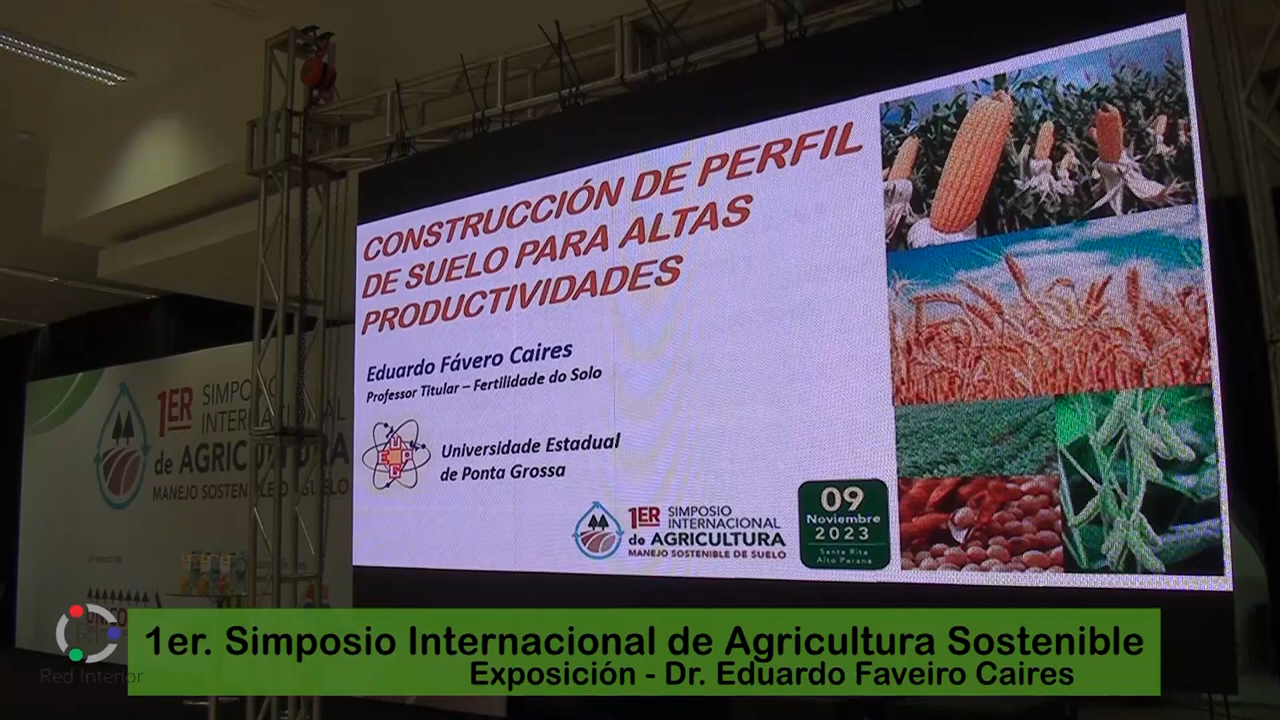 CONSTRUCCIÓN DE PERFIL
DE SUELO PARA ALTAS
PRODUCTIVIDADES
Eduardo Fávero Caires
Professor Titular – Fertilidade do Solo
Universidade Estadual
de Ponta Grossa
1ER SIMPOSIO
INTERNACIONAL
de AGRICULTURA
MANEJO SOSTENIBLE DE SUELO
09
Noviembre
2023
Santa Rita
Alto Parana
1ER
SIMPOSIO
de AGRICULTURA
Red Interior
1er. Simposio Internacional de Agricultura Sostenible
Exposición - Dr. Eduardo Faveiro Caires